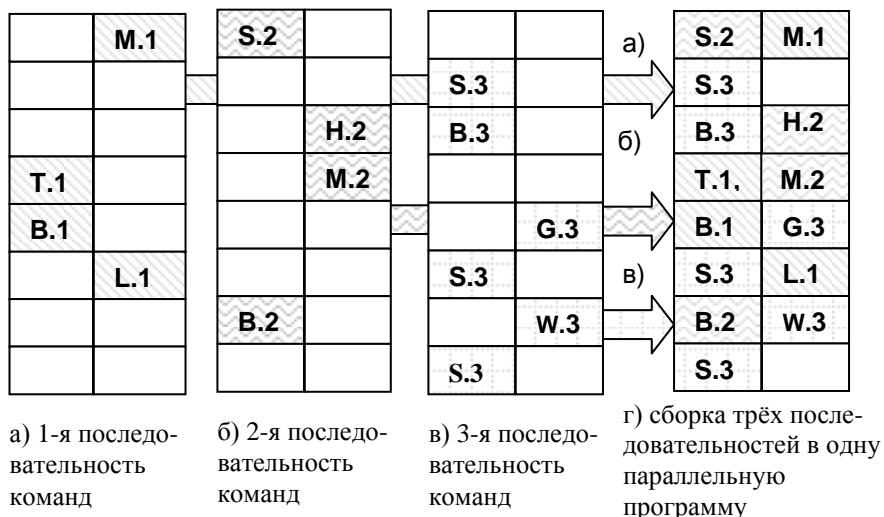 M.1
T.1
B.1
L.1
S.2
H.2
M.2
B.2
S.3
B.3
G.3
S.3
W.3
S.3
а)
б)
в)
S.2 M.1
S.3
B.3 H.2
T.1, M.2
B.1 G.3
S.3 L.1
B.2 W.3
S.3
а) 1-я последо-
вательность
команд
б) 2-я последо-
вательность
команд
в) 3-я последо-
вательность
команд
г) сборка трёх после-
довательностей в одну
параллельную
программу